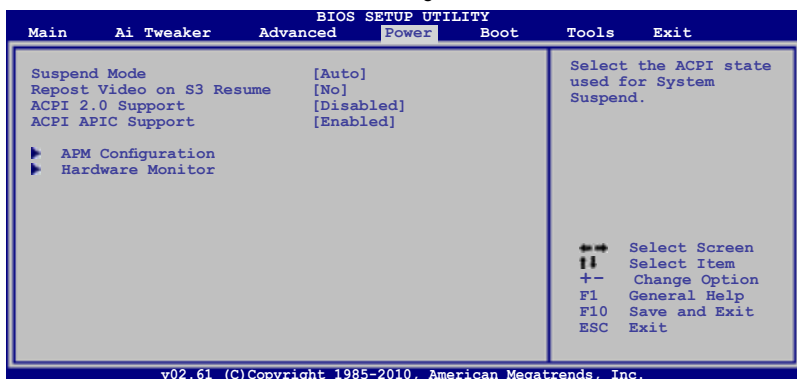 BIOS SETUP UTILITY
Main Ai Tweaker Advanced Power Boot Tools Exit
Suspend Mode [Auto]
Repost Video on S3 Resume [No]
ACPI 2.0 Support [Disabled]
ACPI APIC Support [Enabled]
APM Configuration
Hardware Monitor
Select the ACPI state
used for System
Suspend.
Select Screen
Select Item
+- Change Option
F1 General Help
F10 Save and Exit
ESC Exit
v02.61 (C)Copyright 1985-2010, American Megatrends, Inc.